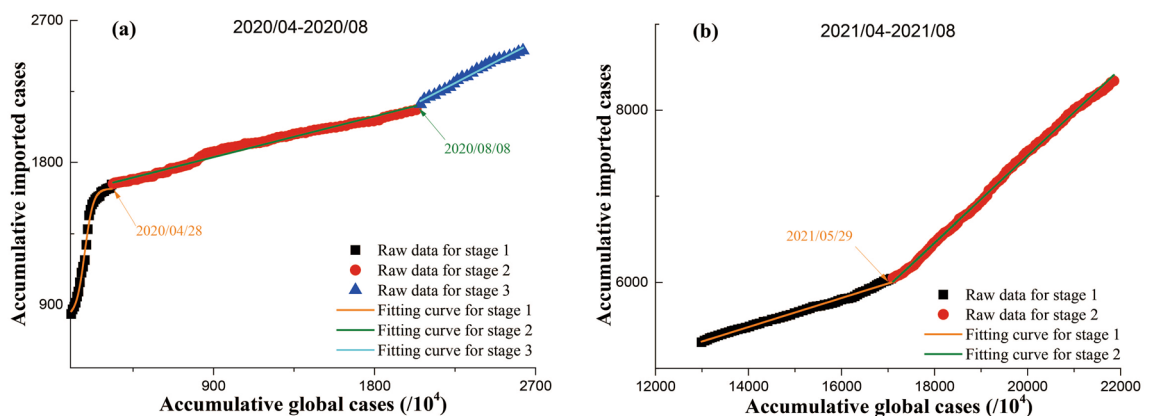 (a)
2020/04-2020/08
Accumulative imported cases
2700
1800
900
2020/08/08
2020/04/28
Raw data for stage 1
Raw data for stage 2
Raw data for stage 3
Fitting curve for stage 1
Fitting curve for stage 2
Fitting curve for stage 3
900
1800
2700
Accumulative global cases (/10⁴)
(b)
2021/04-2021/08
Accumulative imported cases
8000
6000
2021/05/29
Raw data for stage 1
Raw data for stage 2
Fitting curve for stage 1
Fitting curve for stage 2
12000
14000
16000
18000
20000
22000
Accumulative global cases (/10⁴)